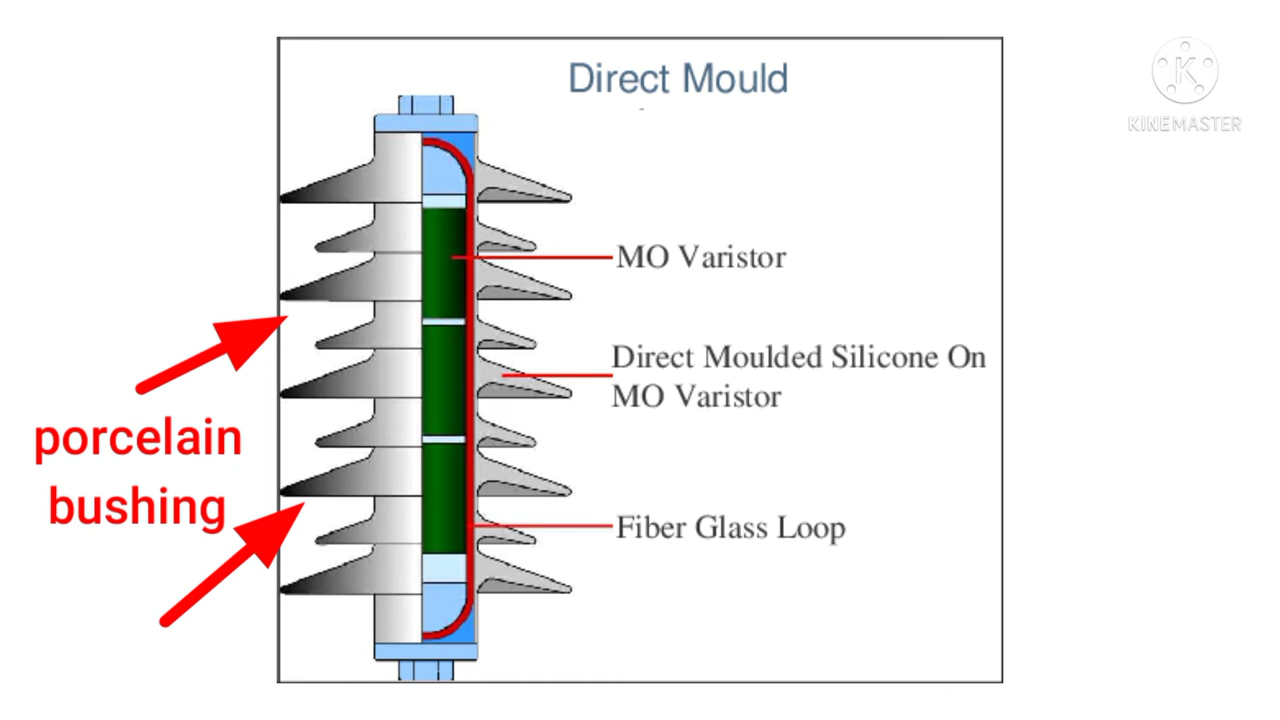 Direct Mould
K
KINEMASTER
MO Varistor
Direct Moulded Silicone On
MO Varistor
porcelain
bushing
Fiber Glass Loop